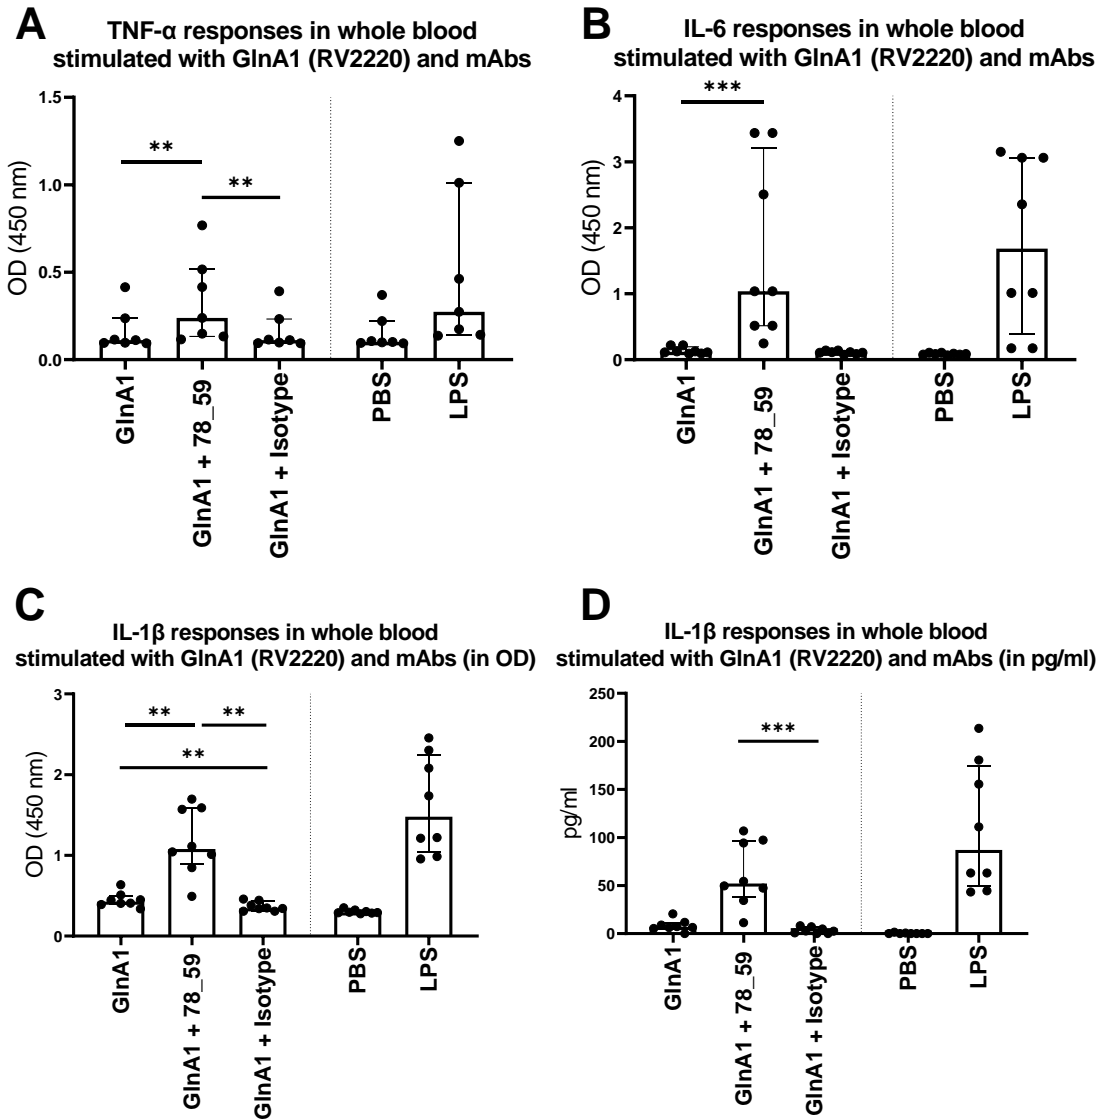 A
TNF-α responses in whole blood
stimulated with GlnA1 (RV2220) and mAbs
OD (450 nm)
1.5
1.0
0.5
0.0
**
**
GlnA1
GlnA1 + 78_59
GlnA1 + Isotype
PBS
LPS
B
IL-6 responses in whole blood
stimulated with GlnA1 (RV2220) and mAbs
OD (450 nm)
4
3
2
1
0
***
GlnA1
GlnA1 + 78_59
GlnA1 + Isotype
PBS
LPS
C
IL-1β responses in whole blood
stimulated with GlnA1 (RV2220) and mAbs (in OD)
OD (450 nm)
3
2
1
0
**
**
**
GlnA1
GlnA1 + 78_59
GlnA1 + Isotype
PBS
LPS
D
IL-1β responses in whole blood
stimulated with GlnA1 (RV2220) and mAbs (in pg/ml)
pg/ml
250
200
150
100
50
0
***
GlnA1
GlnA1 + 78_59
GlnA1 + Isotype
PBS
LPS